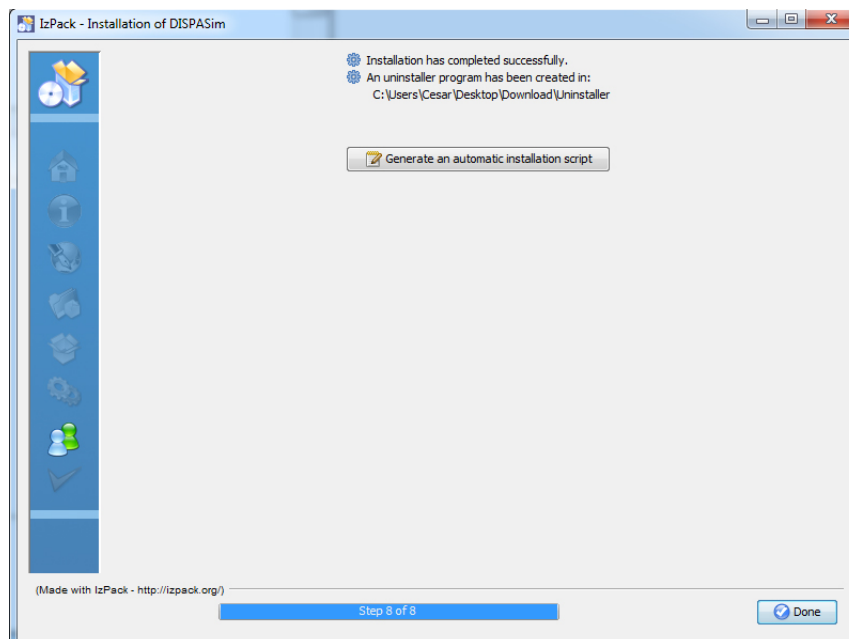 IzPack - Installation of DISPASim
Installation has completed successfully.
An uninstaller program has been created in:
C:\Users\Cesar\Desktop\Download\Uninstaller
Generate an automatic installation script
(Made with IzPack - http://izpack.org/)
Step 8 of 8
Done